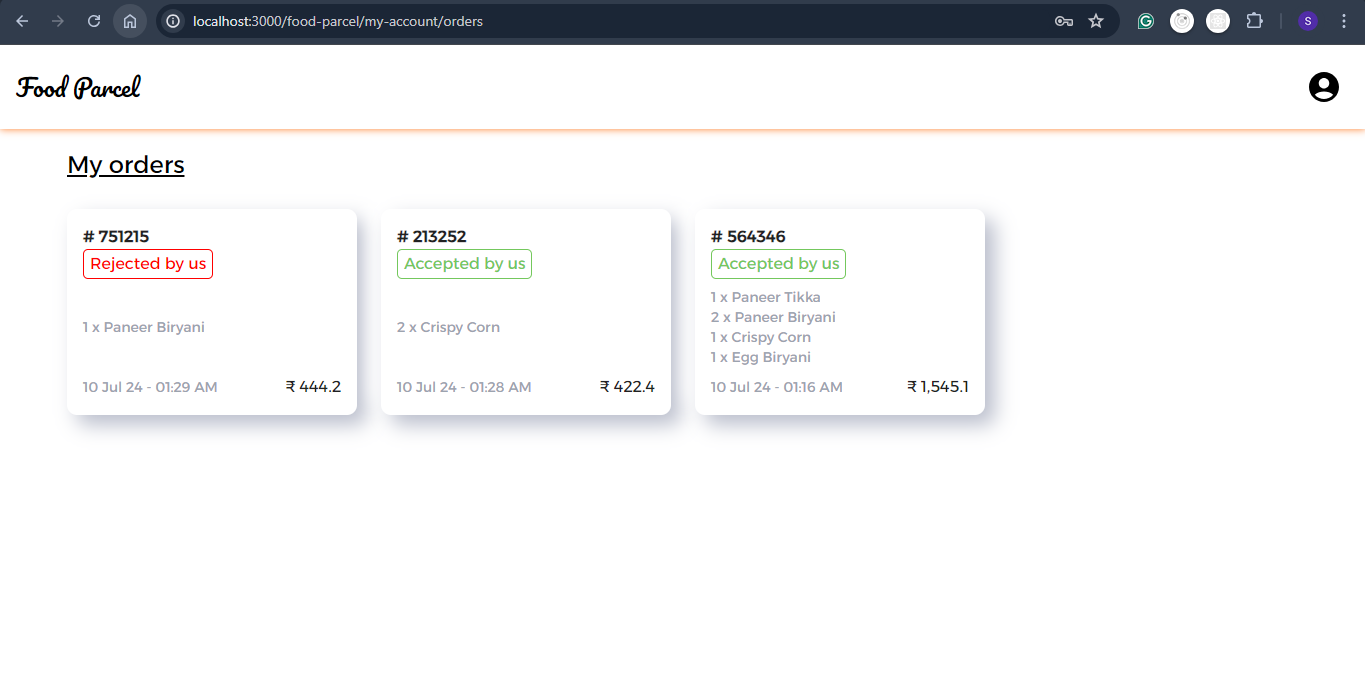 localhost:3000/food-parcel/my-account/orders
S
Food Parcel
My orders
# 751215
Rejected by us
1 x Paneer Biryani
10 Jul 24 - 01:29 AM
₹ 444.2
# 213252
Accepted by us
2 x Crispy Corn
10 Jul 24 - 01:28 AM
₹ 422.4
# 564346
Accepted by us
1 x Paneer Tikka
2 x Paneer Biryani
1 x Crispy Corn
1 x Egg Biryani
10 Jul 24 - 01:16 AM
₹ 1,545.1